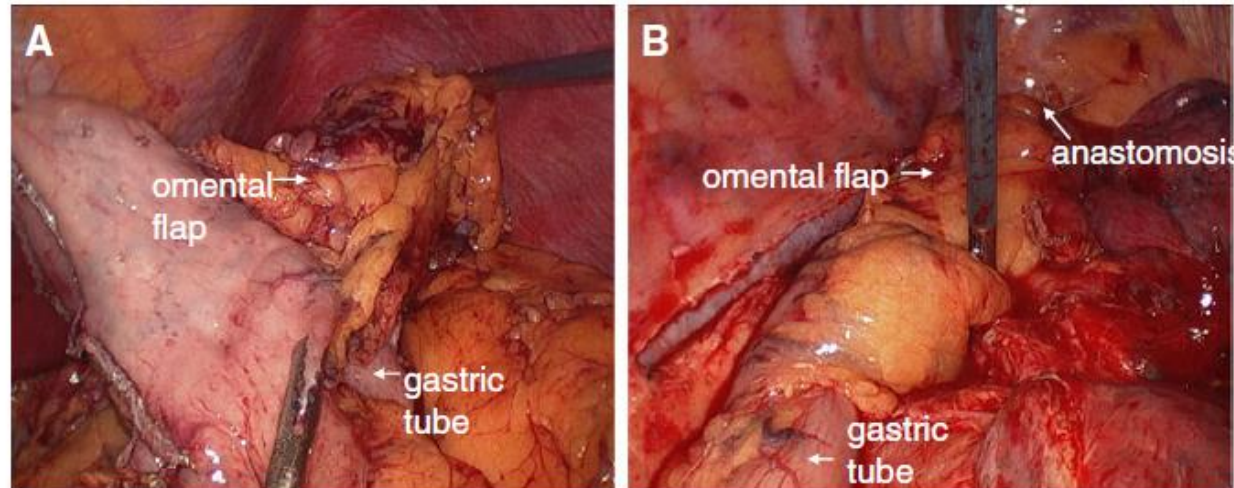 A
omental
flap
gastric
tube
B
anastomosis
omental flap
gastric
tube